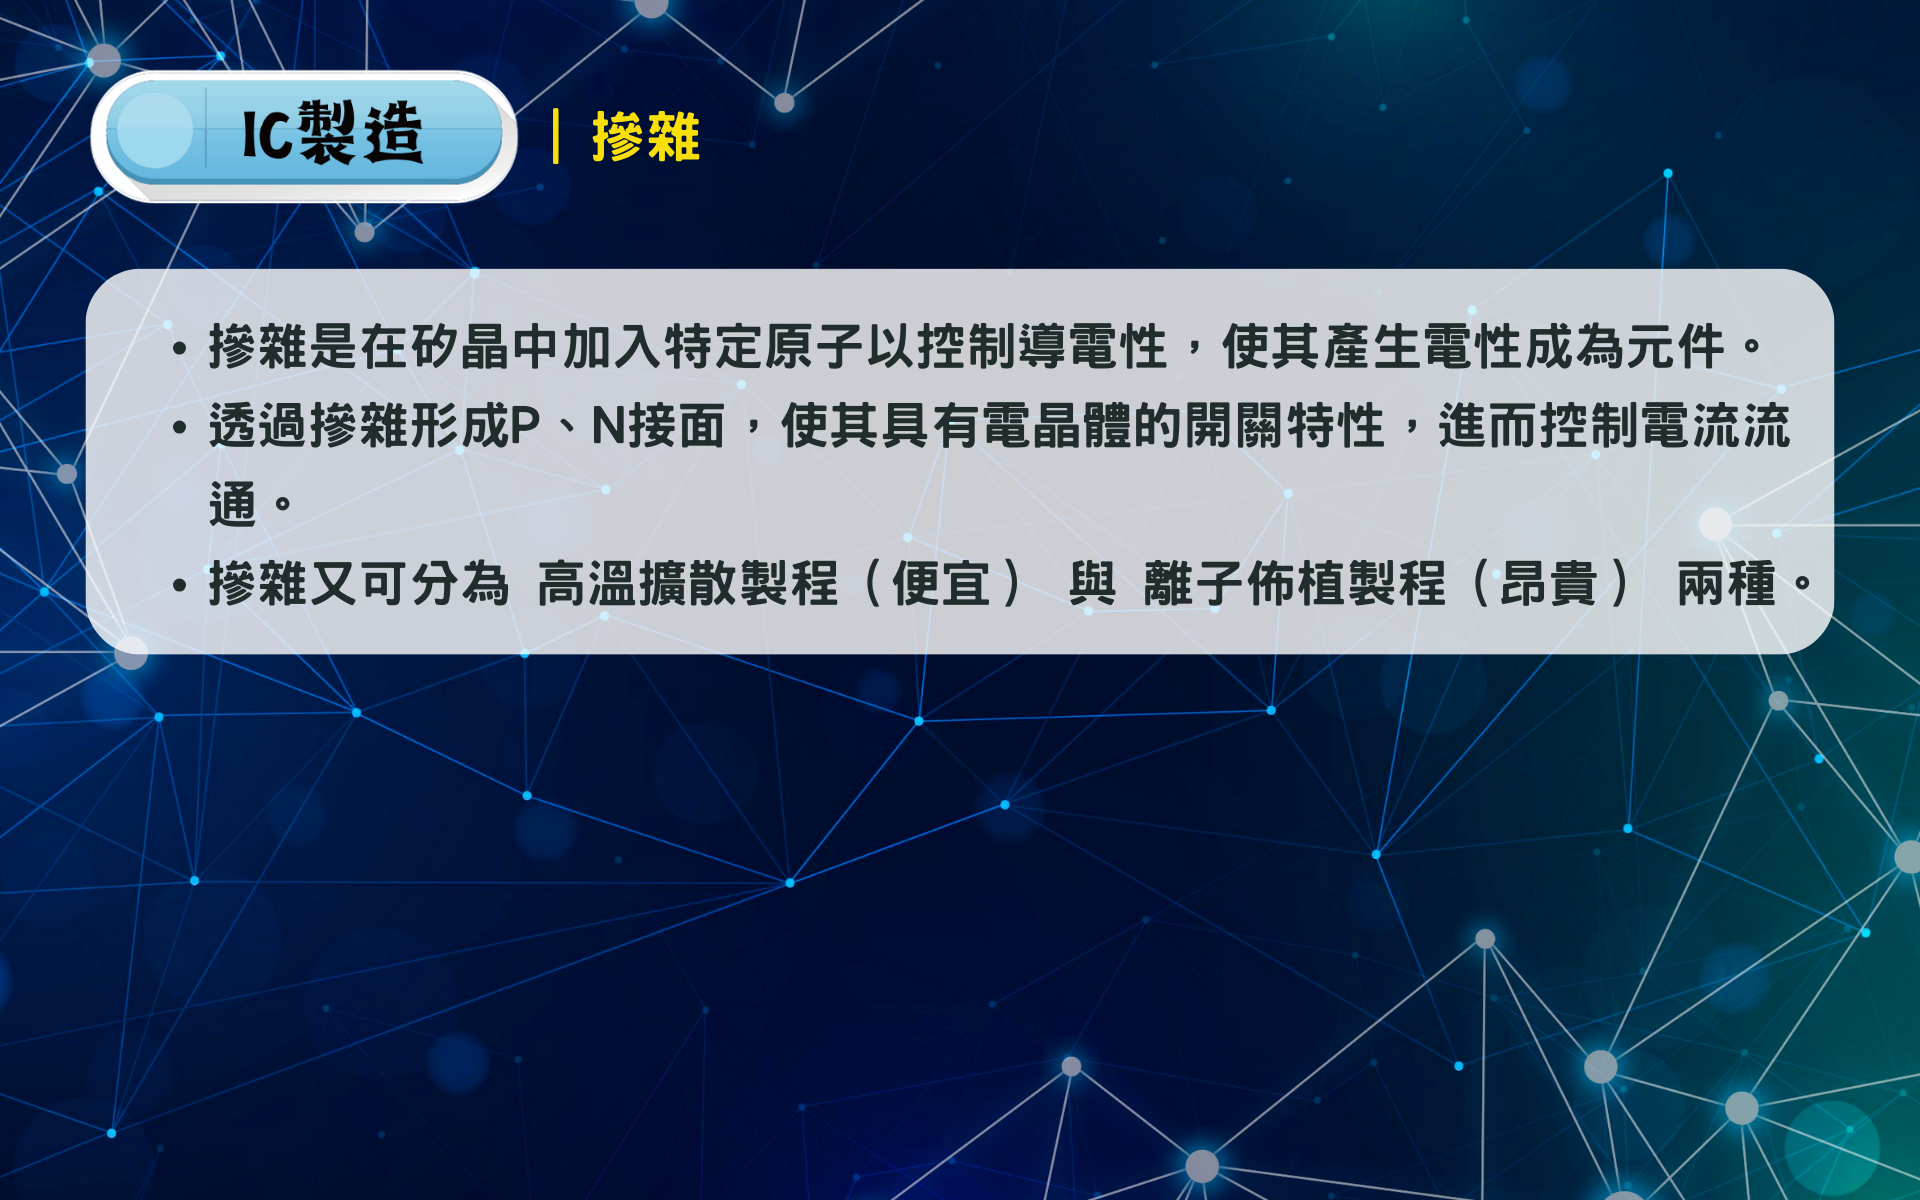 IC製造
| 摻雜
• 摻雜是在矽晶中加入特定原子以控制導電性，使其產生電性成為元件。
• 透過摻雜形成P、N接面，使其具有電晶體的開關特性，進而控制電流流
通。
• 摻雜又可分為 高溫擴散製程（便宜） 與 離子佈植製程（昂貴） 兩種。